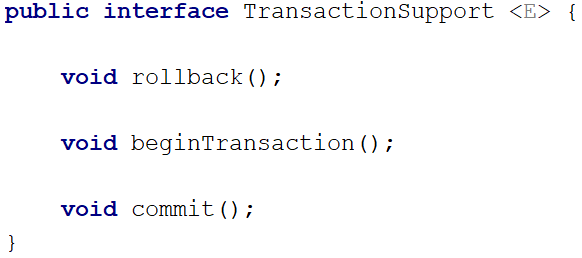 public interface TransactionSupport <E> {
void rollback();
void beginTransaction();
void commit();
}